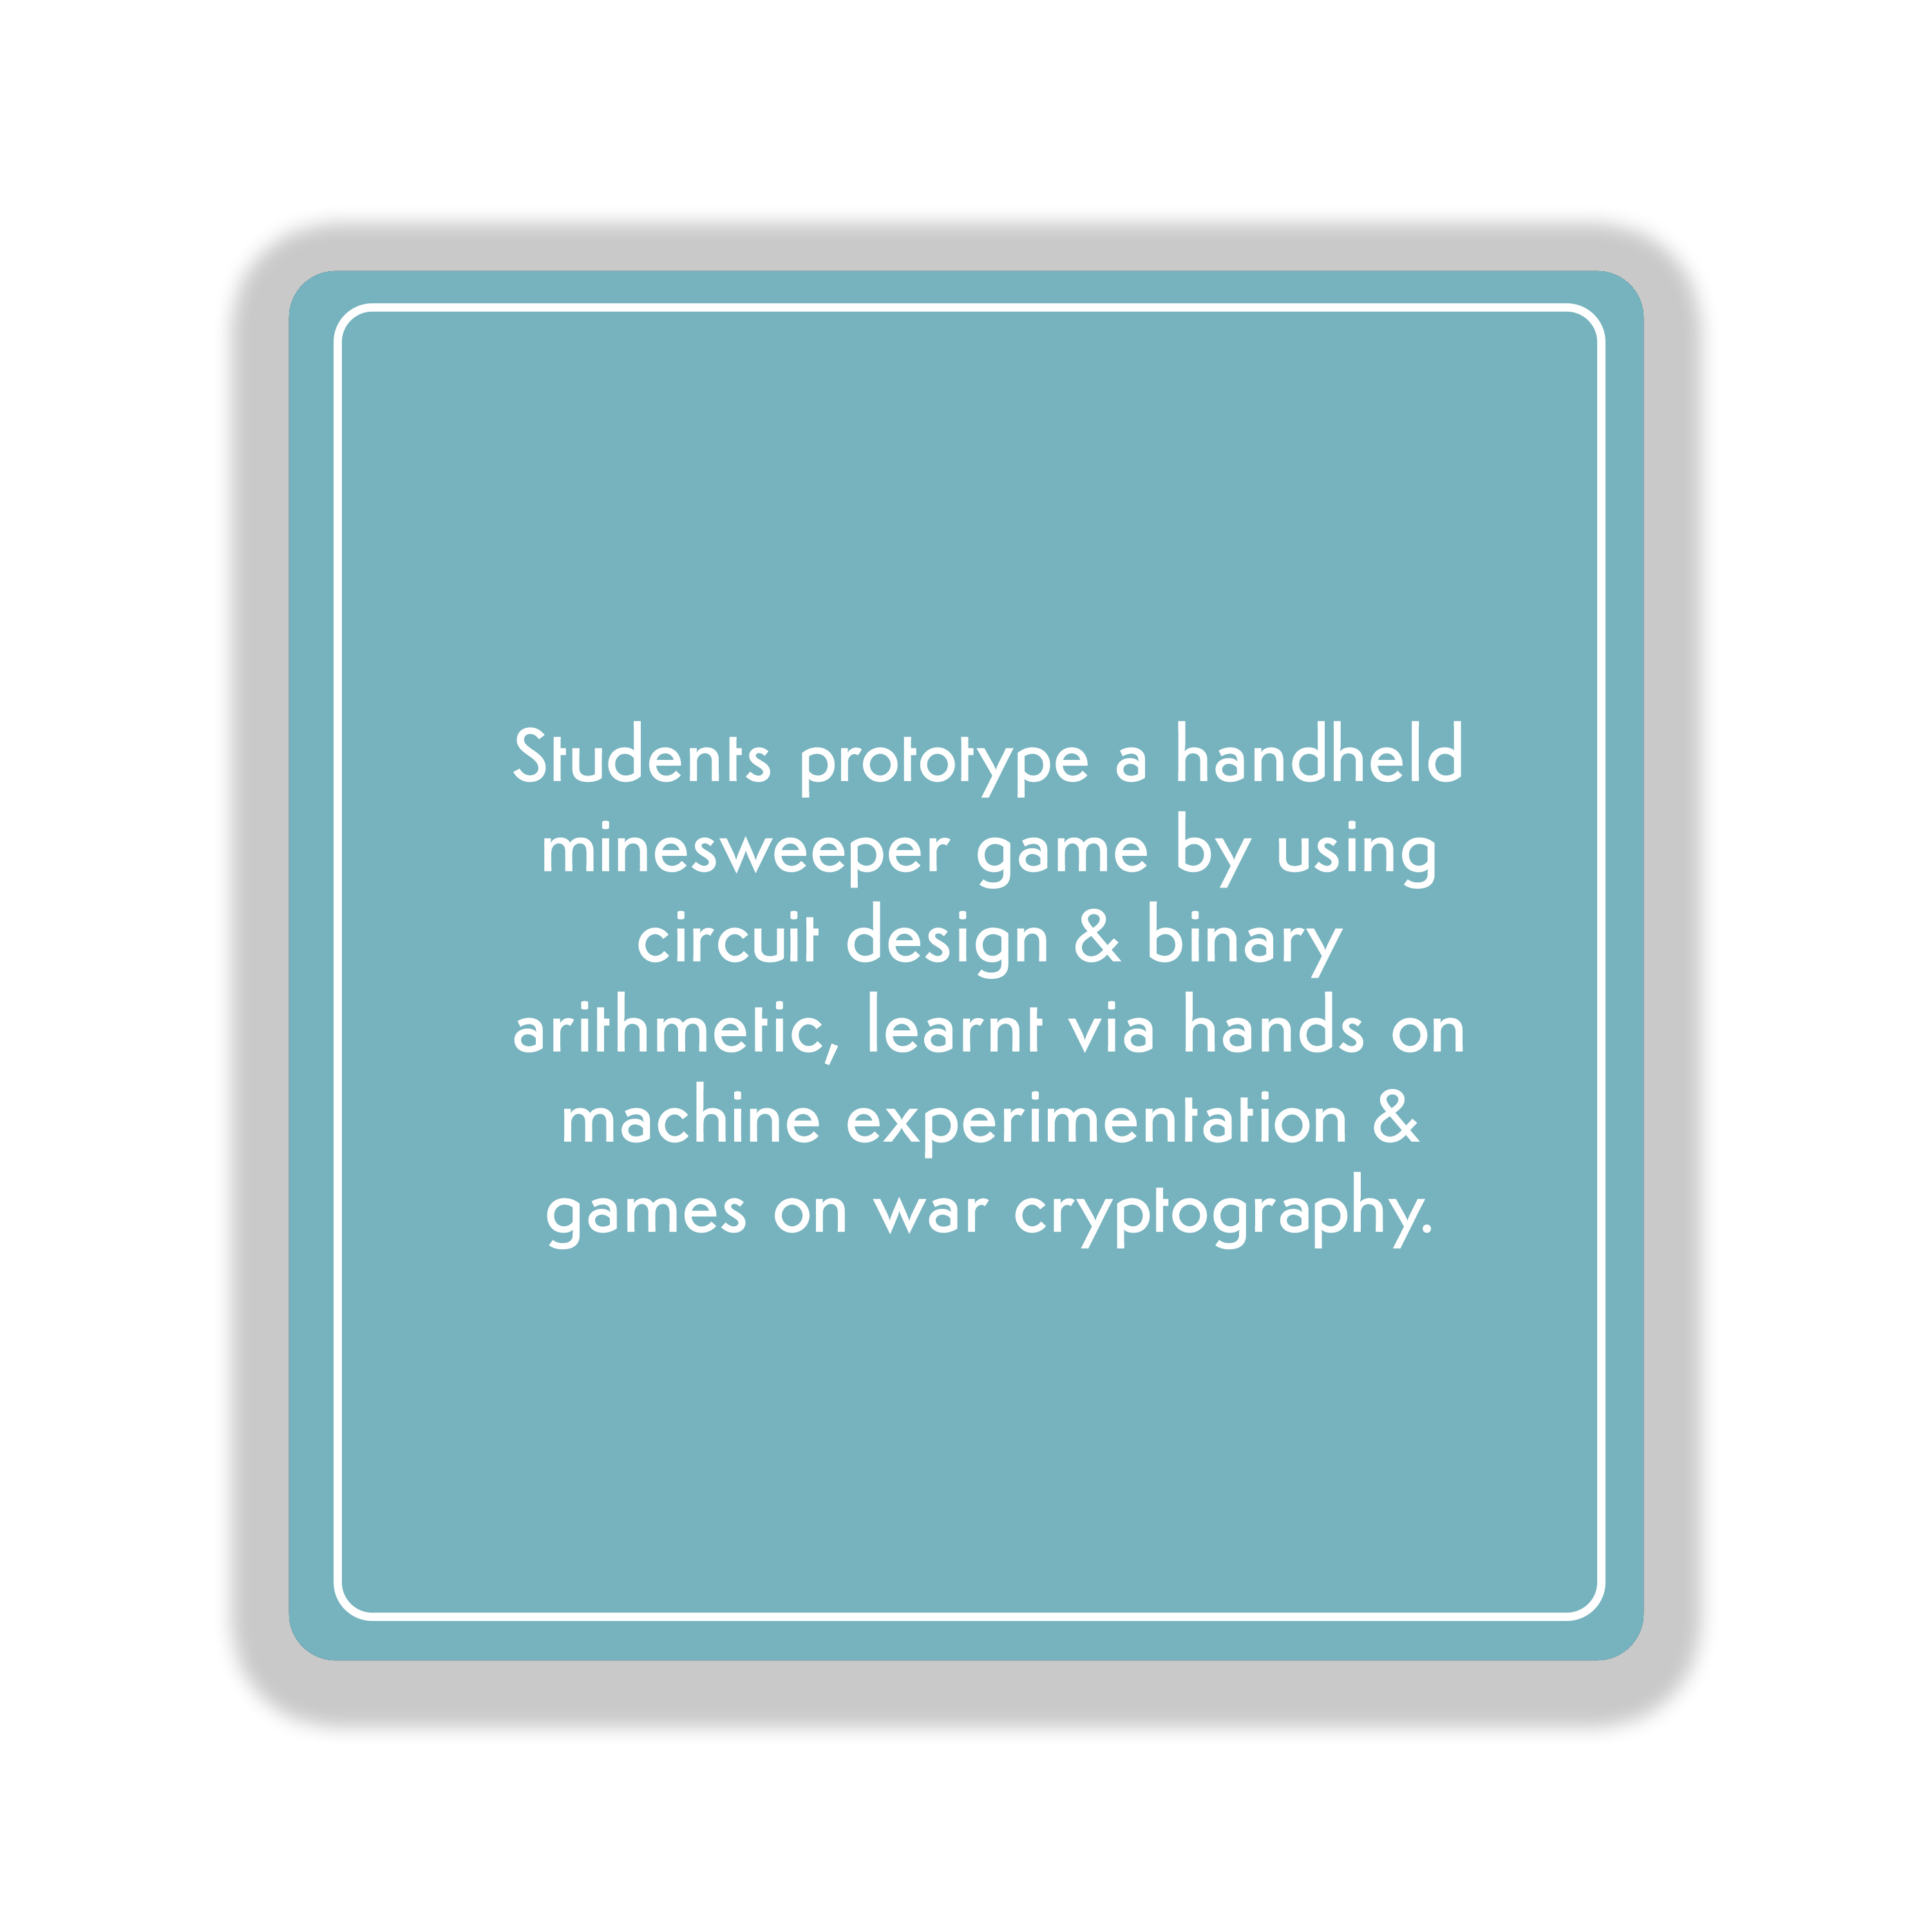 Students prototype a handheld
minesweeper game by using
circuit design & binary
arithmetic, learnt via hands on
machine experimentation &
games on war cryptography.